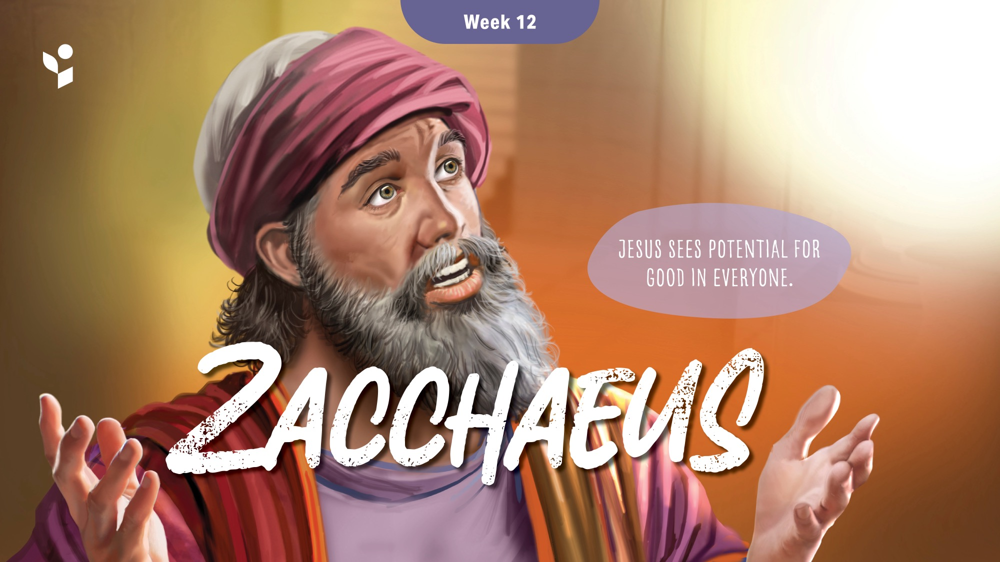 Week 12
JESUS SEES POTENTIAL FOR
GOOD IN EVERYONE.
ZACCHAEUS